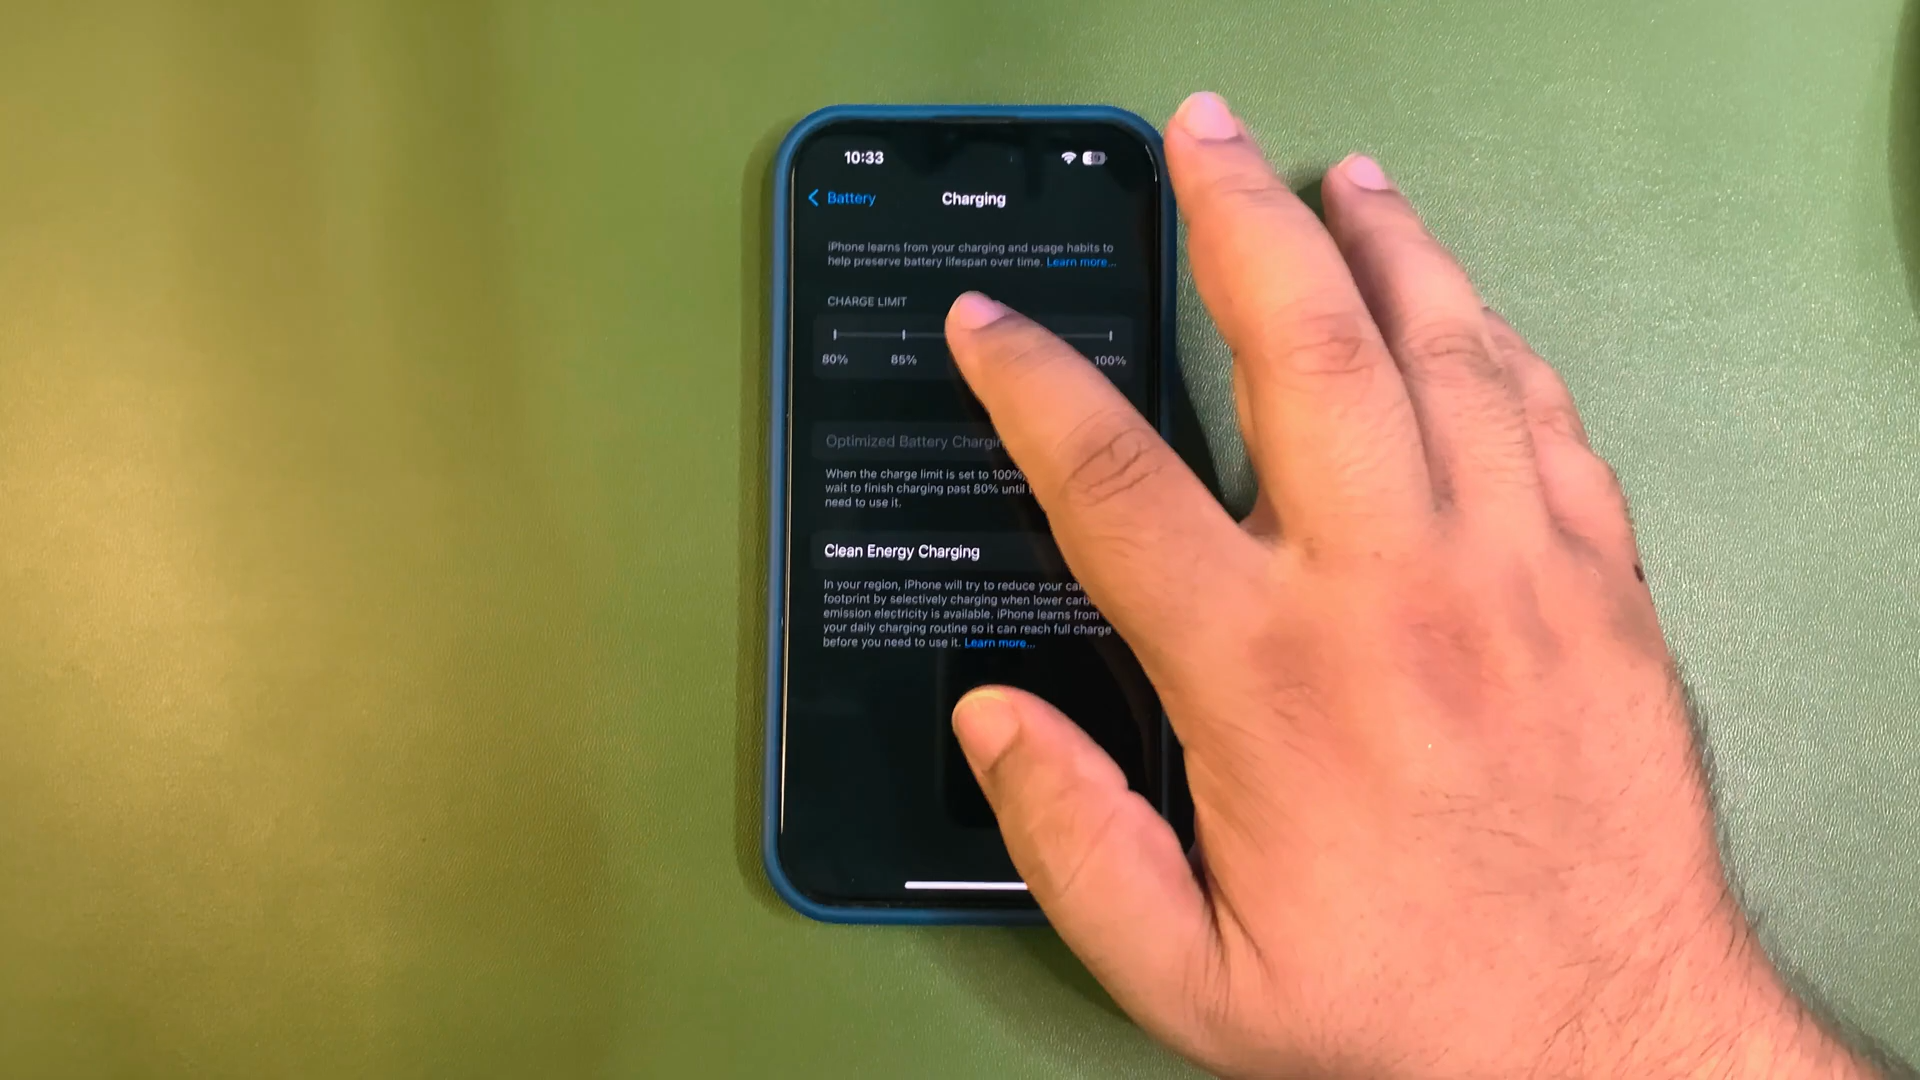 10:33
Battery Charging
iPhone learns from your charging and usage habits to
help preserve battery lifespan over time. Learn more...
CHARGE LIMIT
80% 85% 100%
Optimized Battery Chargin
When the charge limit is set to 100%,
wait to finish charging past 80% until
need to use it.
Clean Energy Charging
In your region, iPhone will try to reduce your ca
footprint by selectively charging when lower carb
emission electricity is available. iPhone learns from
your daily charging routine so it can reach full charge
before you need to use it. Learn more...